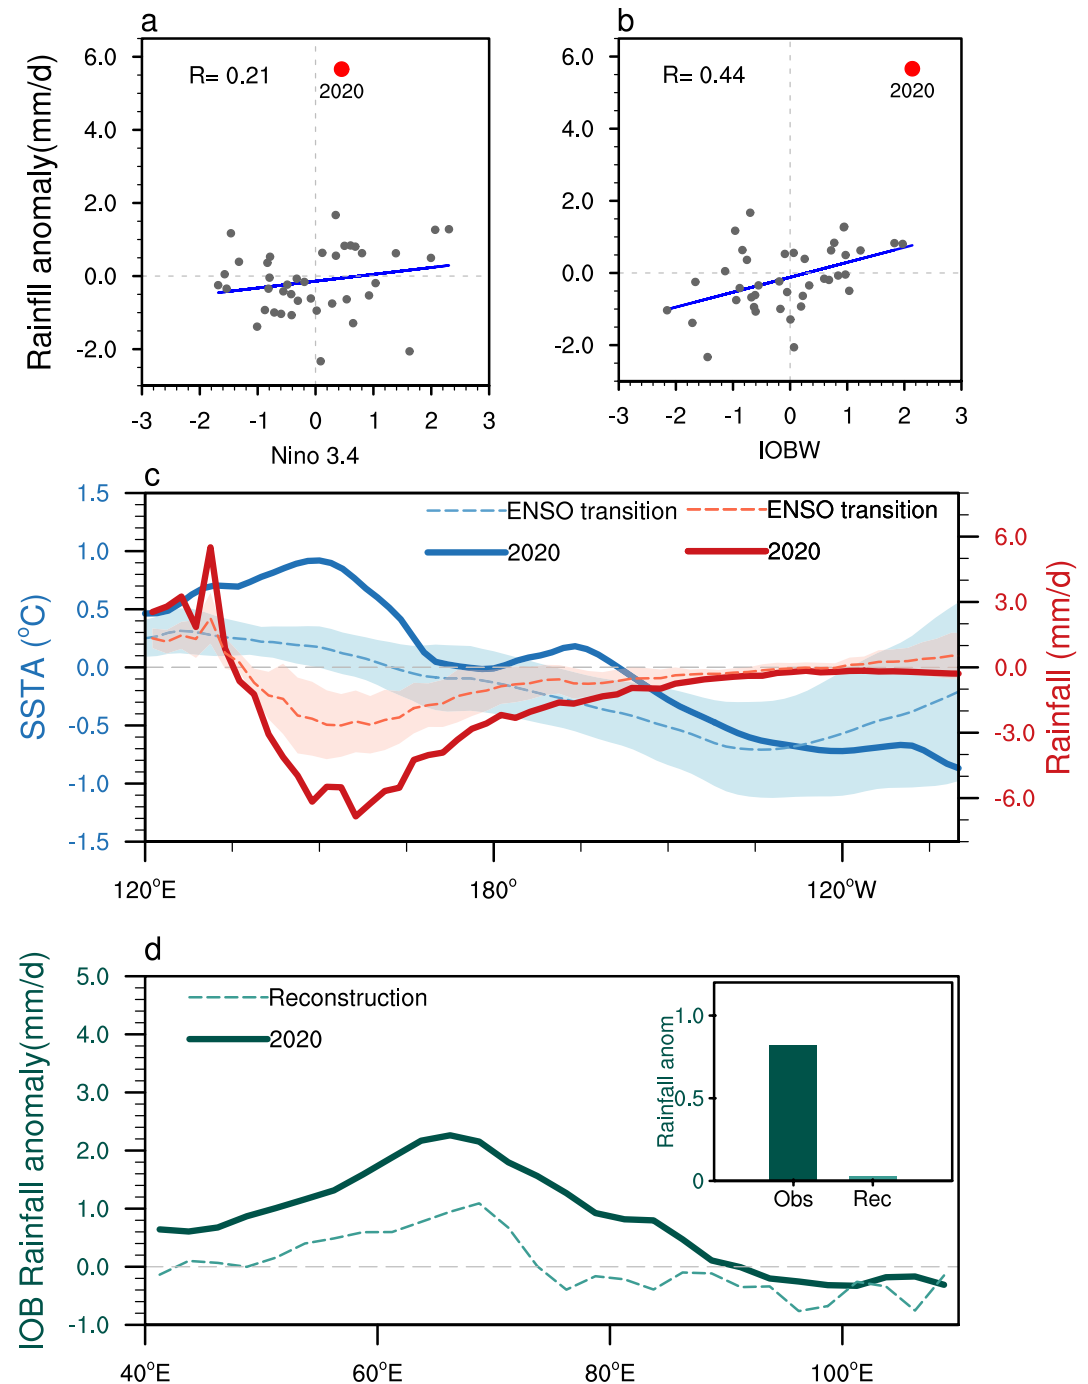 a
Rainfll anomaly(mm/d)
6.0
4.0
2.0
0.0
-2.0
R= 0.21
2020
-3 -2 -1 0 1 2 3
Nino 3.4
b
6.0
4.0
2.0
0.0
-2.0
R= 0.44
2020
-3 -2 -1 0 1 2 3
IOBW
c
SSTA (°C)
1.5
1.0
0.5
0.0
-0.5
-1.0
-1.5
ENSO transition
2020
ENSO transition
2020
6.0
3.0
0.0
-3.0
-6.0
Rainfall (mm/d)
120°E 180° 120°W
d
IOB Rainfall anomaly(mm/d)
5.0
4.0
3.0
2.0
1.0
0.0
-1.0
Reconstruction
2020
Rainfall anom
1.0
0.5
0
Obs Rec
40°E 60°E 80°E 100°E